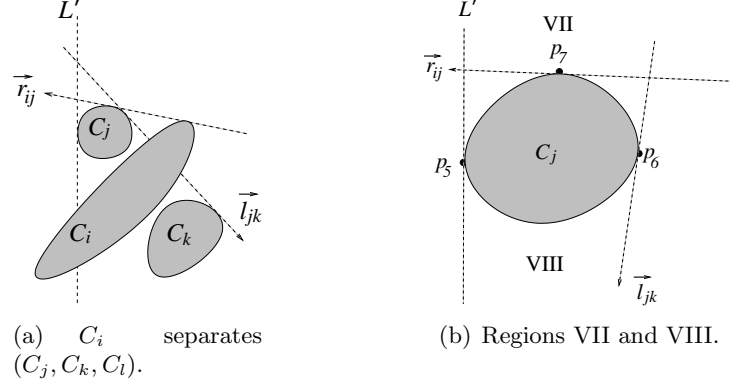 L′
r_ij
C_j
C_i
C_k
l_jk
(a) C_i separates
(C_j, C_k, C_l).
L′
VII
p_7
r_ij
p_5
C_j
p_6
VIII
l_jk
(b) Regions VII and VIII.